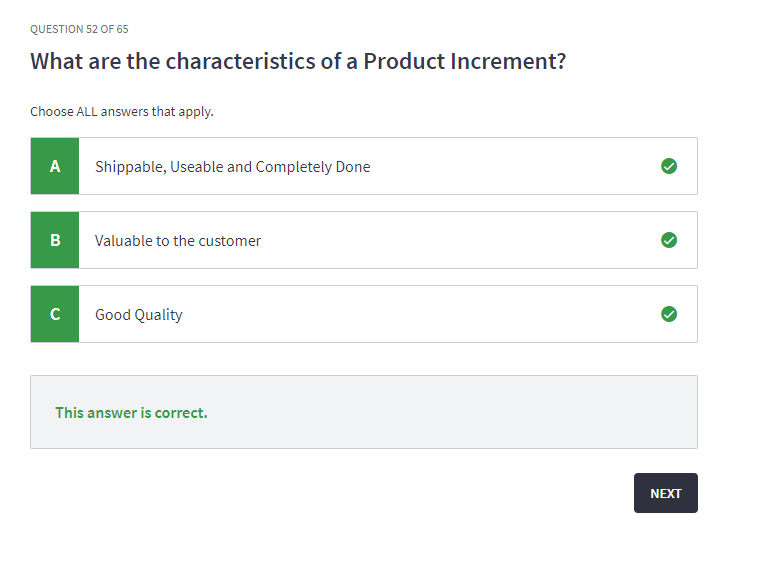 QUESTION 52 OF 65
What are the characteristics of a Product Increment?
Choose ALL answers that apply.
A Shippable, Useable and Completely Done
B Valuable to the customer
C Good Quality
This answer is correct.
NEXT